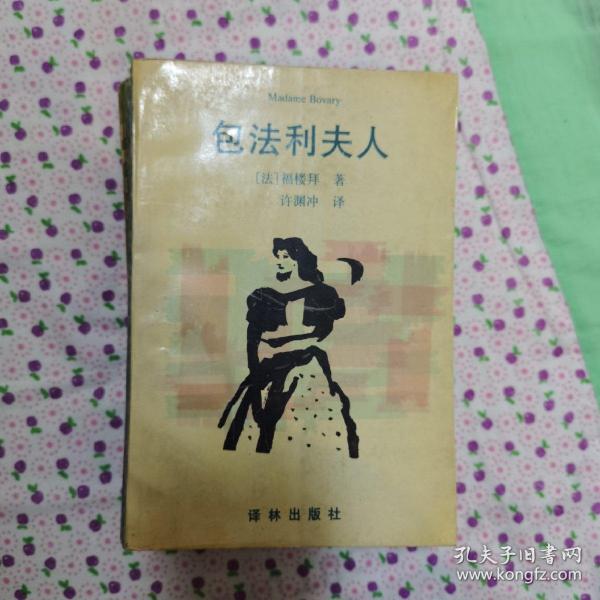 Madame Bovary
包法利夫人
[法]福楼拜 著
许渊冲 译
译林出版社
孔夫子旧书网
www.kongfz.com